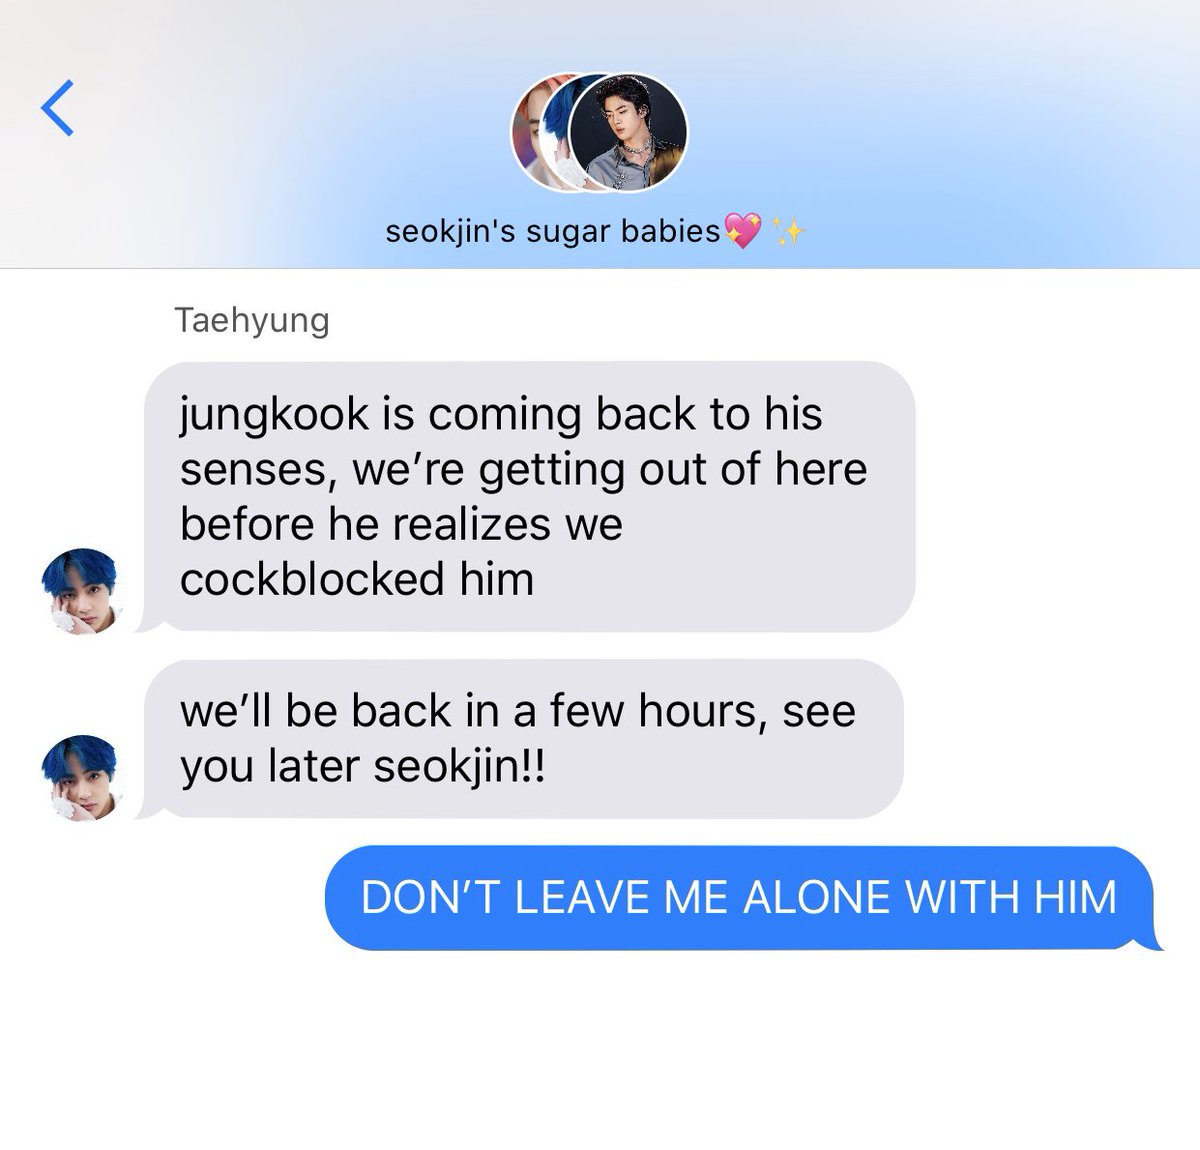 seokjin's sugar babies💖✨
Taehyung
jungkook is coming back to his
senses, we’re getting out of here
before he realizes we
cockblocked him
we’ll be back in a few hours, see
you later seokjin!!
DON’T LEAVE ME ALONE WITH HIM